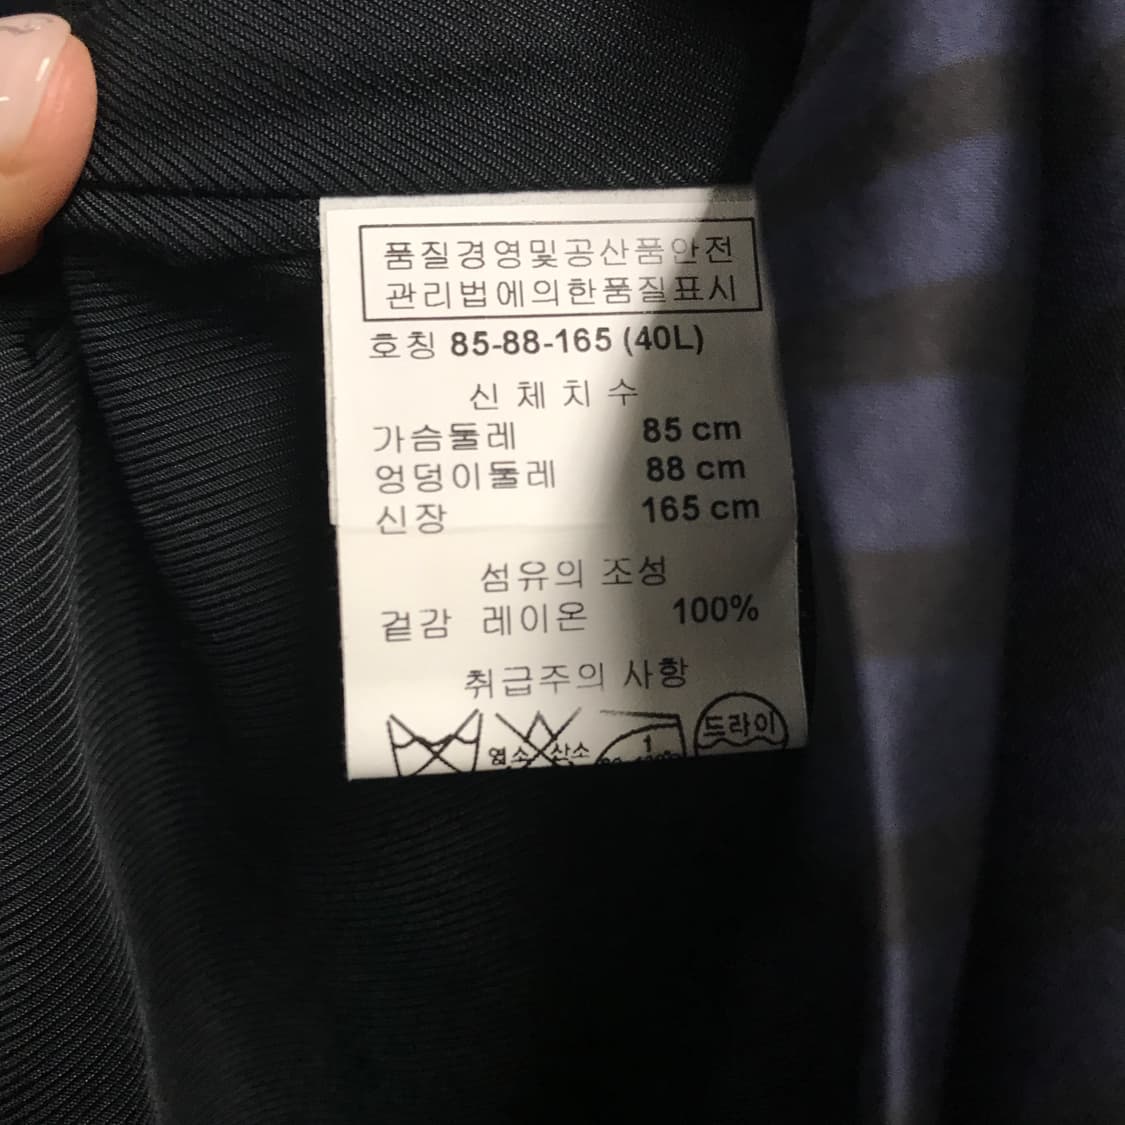 품질경영및공산품안전
관리법에의한품질표시
호칭 85-88-165 (40L)
신 체 치 수
가슴둘레 85 cm
엉덩이둘레 88 cm
신장 165 cm
섬유의 조성
겉감 레이온 100%
취급주의 사항
염소 산소 1 드라이